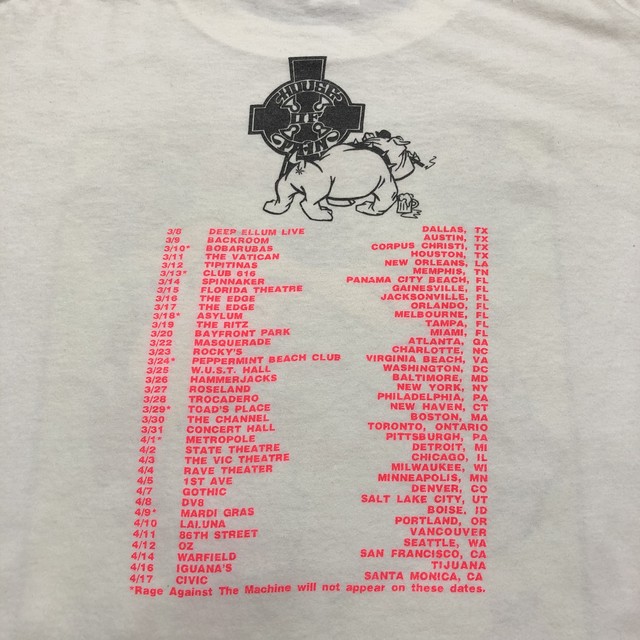 HOUSE
OF
PAIN
PIMP
3/8 DEEP ELLUM LIVE DALLAS, TX
3/9 BACKROOM AUSTIN, TX
3/10* BOBARUBAS CORPUS CHRISTI, TX
3/11 THE VATICAN HOUSTON, TX
3/12 TIPITINAS NEW ORLEANS, LA
3/13* CLUB 616 MEMPHIS, TN
3/14 SPINNAKER PANAMA CITY BEACH, FL
3/15 FLORIDA THEATRE GAINESVILLE, FL
3/16 THE EDGE JACKSONVILLE, FL
3/17 THE EDGE ORLANDO, FL
3/18* ASYLUM MELBOURNE, FL
3/19 THE RITZ TAMPA, FL
3/20 BAYFRONT PARK MIAMI, FL
3/22 MASQUERADE ATLANTA, GA
3/23 ROCKY'S CHARLOTTE, NC
3/24* PEPPERMINT BEACH CLUB VIRGINIA BEACH, VA
3/25 W.U.S.T. HALL WASHINGTON, DC
3/26 HAMMERJACKS BALTIMORE, MD
3/27 ROSELAND NEW YORK, NY
3/28 TROCADERO PHILADELPHIA, PA
3/29* TOAD'S PLACE NEW HAVEN, CT
3/30 THE CHANNEL BOSTON, MA
3/31 CONCERT HALL TORONTO, ONTARIO
4/1* METROPOLE PITTSBURGH, PA
4/2 STATE THEATRE DETROIT, MI
4/3 THE VIC THEATRE CHICAGO, IL
4/4 RAVE THEATER MILWAUKEE, WI
4/5 1ST AVE MINNEAPOLIS, MN
4/7 GOTHIC DENVER, CO
4/8 DV8 SALT LAKE CITY, UT
4/9* MARDI GRAS BOISE, ID
4/10 LALUNA PORTLAND, OR
4/11 86TH STREET VANCOUVER
4/12 OZ SEATTLE, WA
4/14 WARFIELD SAN FRANCISCO, CA
4/16 IGUANA'S TIJUANA
4/17 CIVIC SANTA MONICA, CA
*Rage Against The Machine will not appear on these dates.